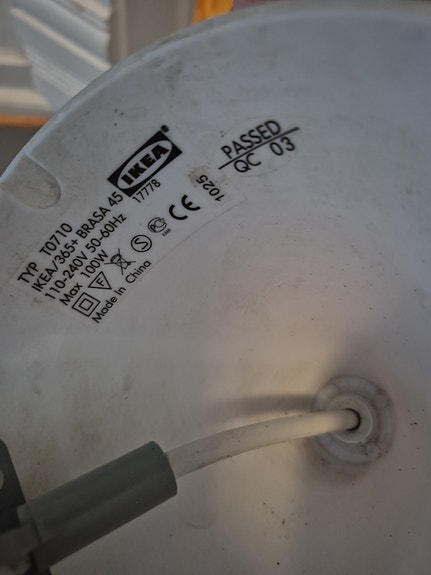 TYP T0710
IKEA/365+ BRASA 45
110-240V 50-60Hz
Max 100W
Made In China
IKEA®
17778
CE
1025
PASSED
QC 03